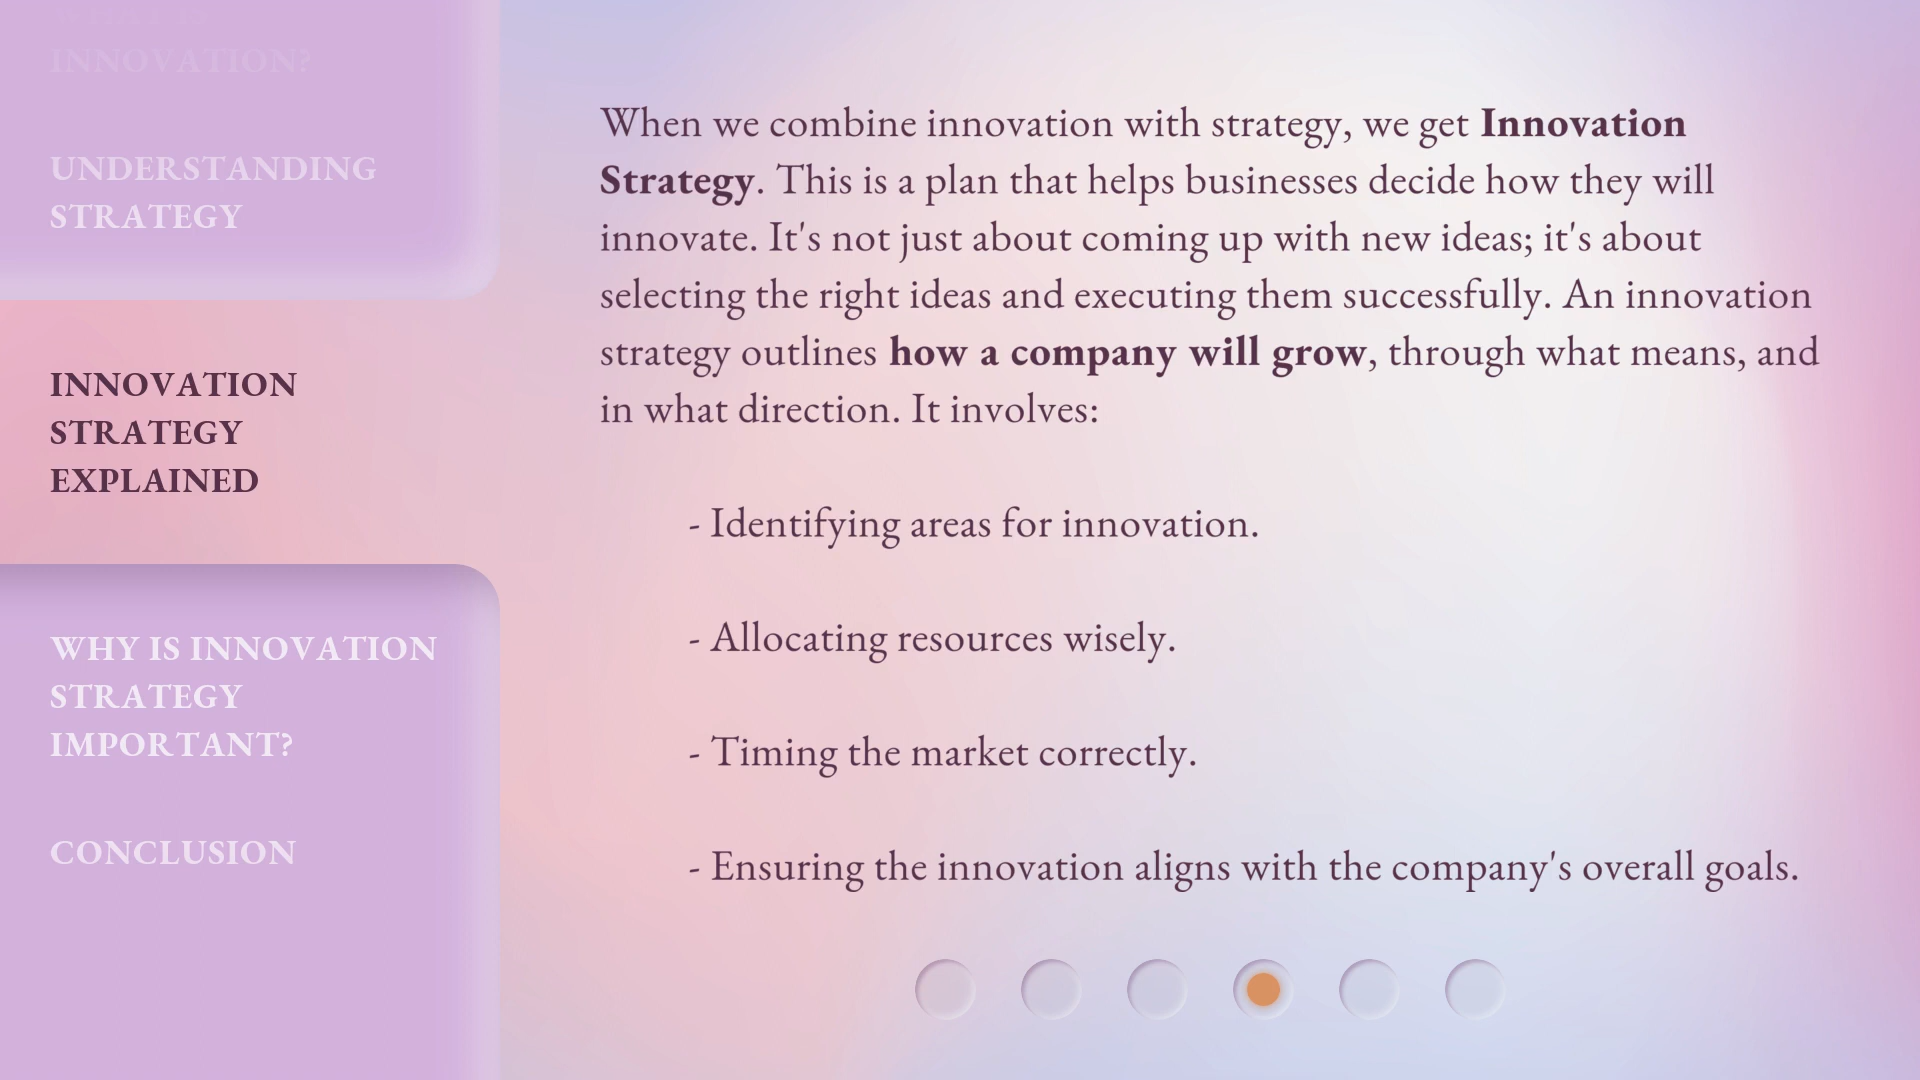 WHAT IS
INNOVATION?
UNDERSTANDING
STRATEGY
INNOVATION
STRATEGY
EXPLAINED
WHY IS INNOVATION
STRATEGY
IMPORTANT?
CONCLUSION
When we combine innovation with strategy, we get Innovation
Strategy. This is a plan that helps businesses decide how they will
innovate. It's not just about coming up with new ideas; it's about
selecting the right ideas and executing them successfully. An innovation
strategy outlines how a company will grow, through what means, and
in what direction. It involves:
- Identifying areas for innovation.
- Allocating resources wisely.
- Timing the market correctly.
- Ensuring the innovation aligns with the company's overall goals.